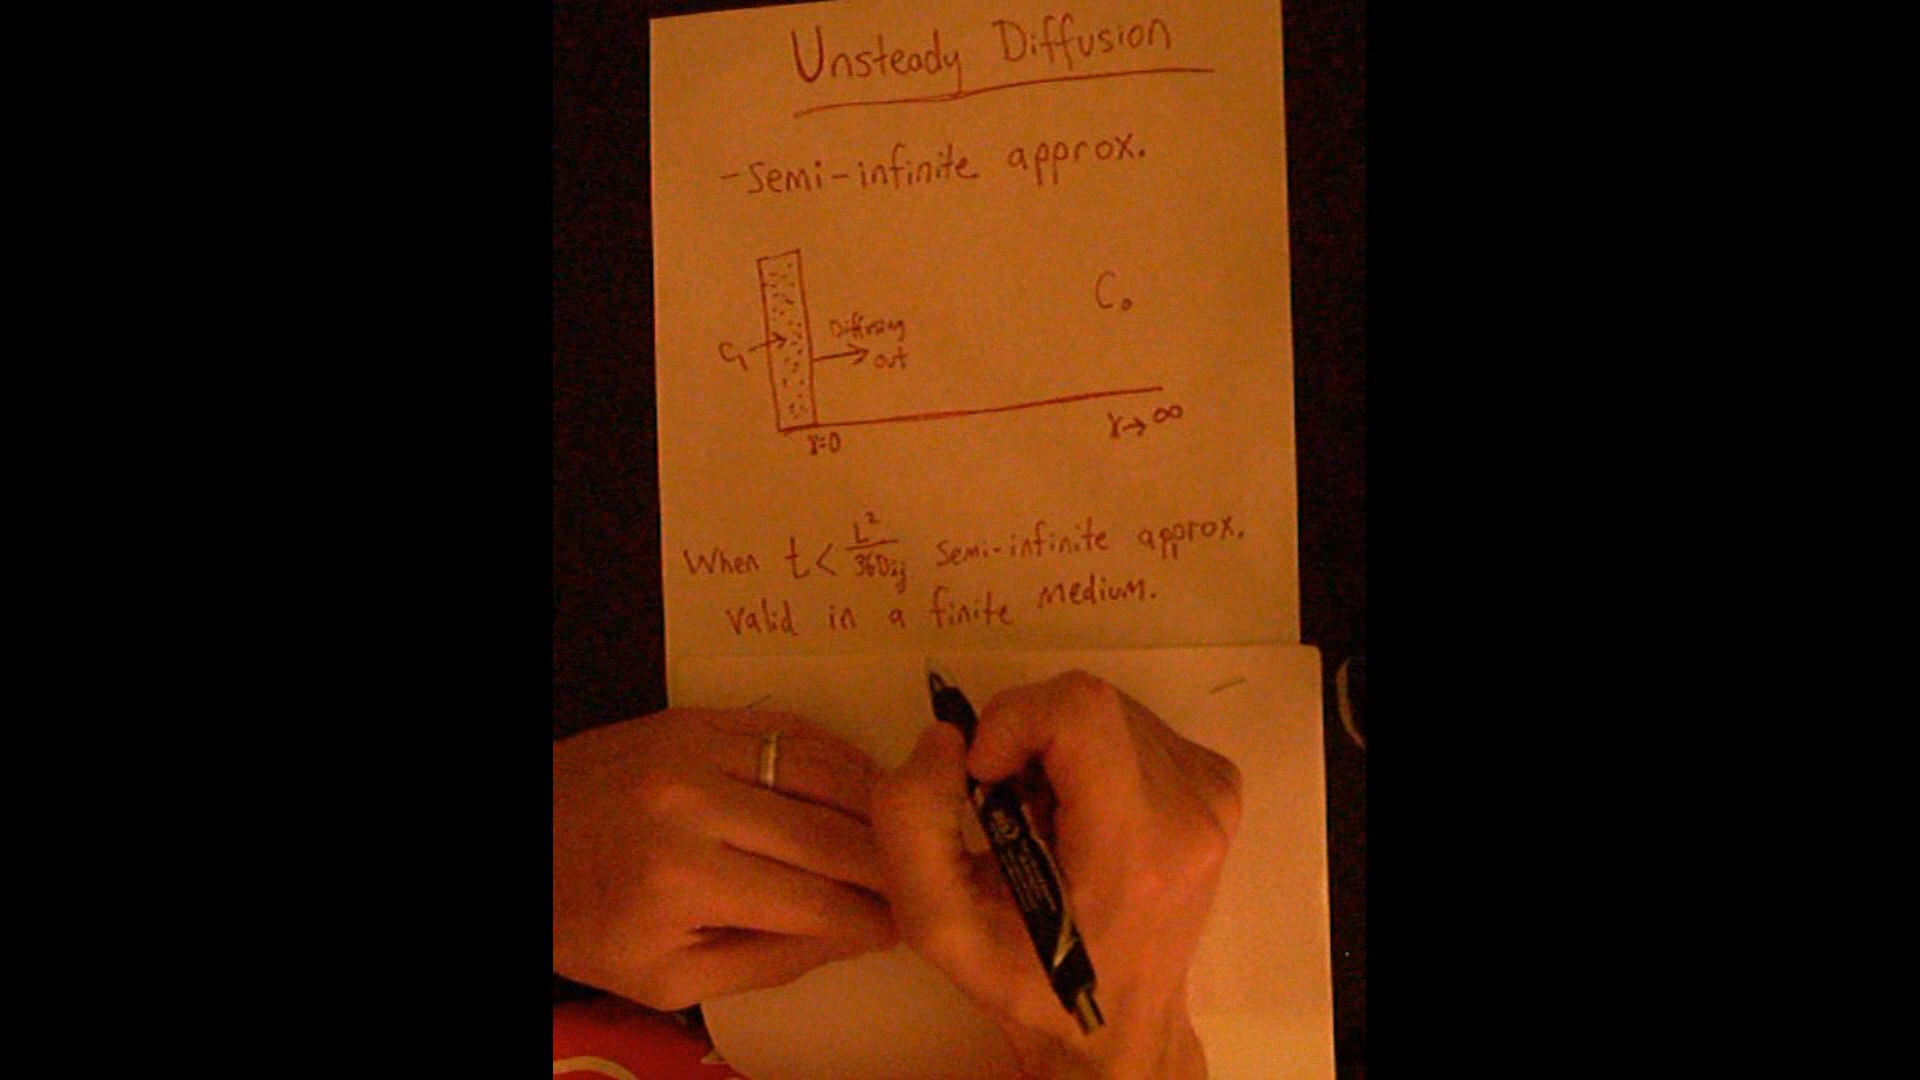 Unsteady Diffusion
- Semi-infinite approx.
C₀
Diffusing
C₁
out
x=0
x→∞
When t < L²/36Dij semi-infinite approx.
valid in a finite medium.